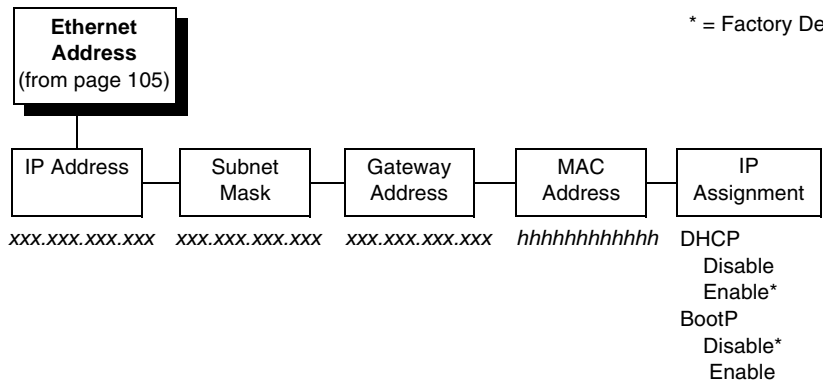 Ethernet
Address
(from page 105)
* = Factory De
IP Address
Subnet
Mask
Gateway
Address
MAC
Address
IP
Assignment
xxx.xxx.xxx.xxx
xxx.xxx.xxx.xxx
xxx.xxx.xxx.xxx
hhhhhhhhhhhh
DHCP
Disable
Enable*
BootP
Disable*
Enable